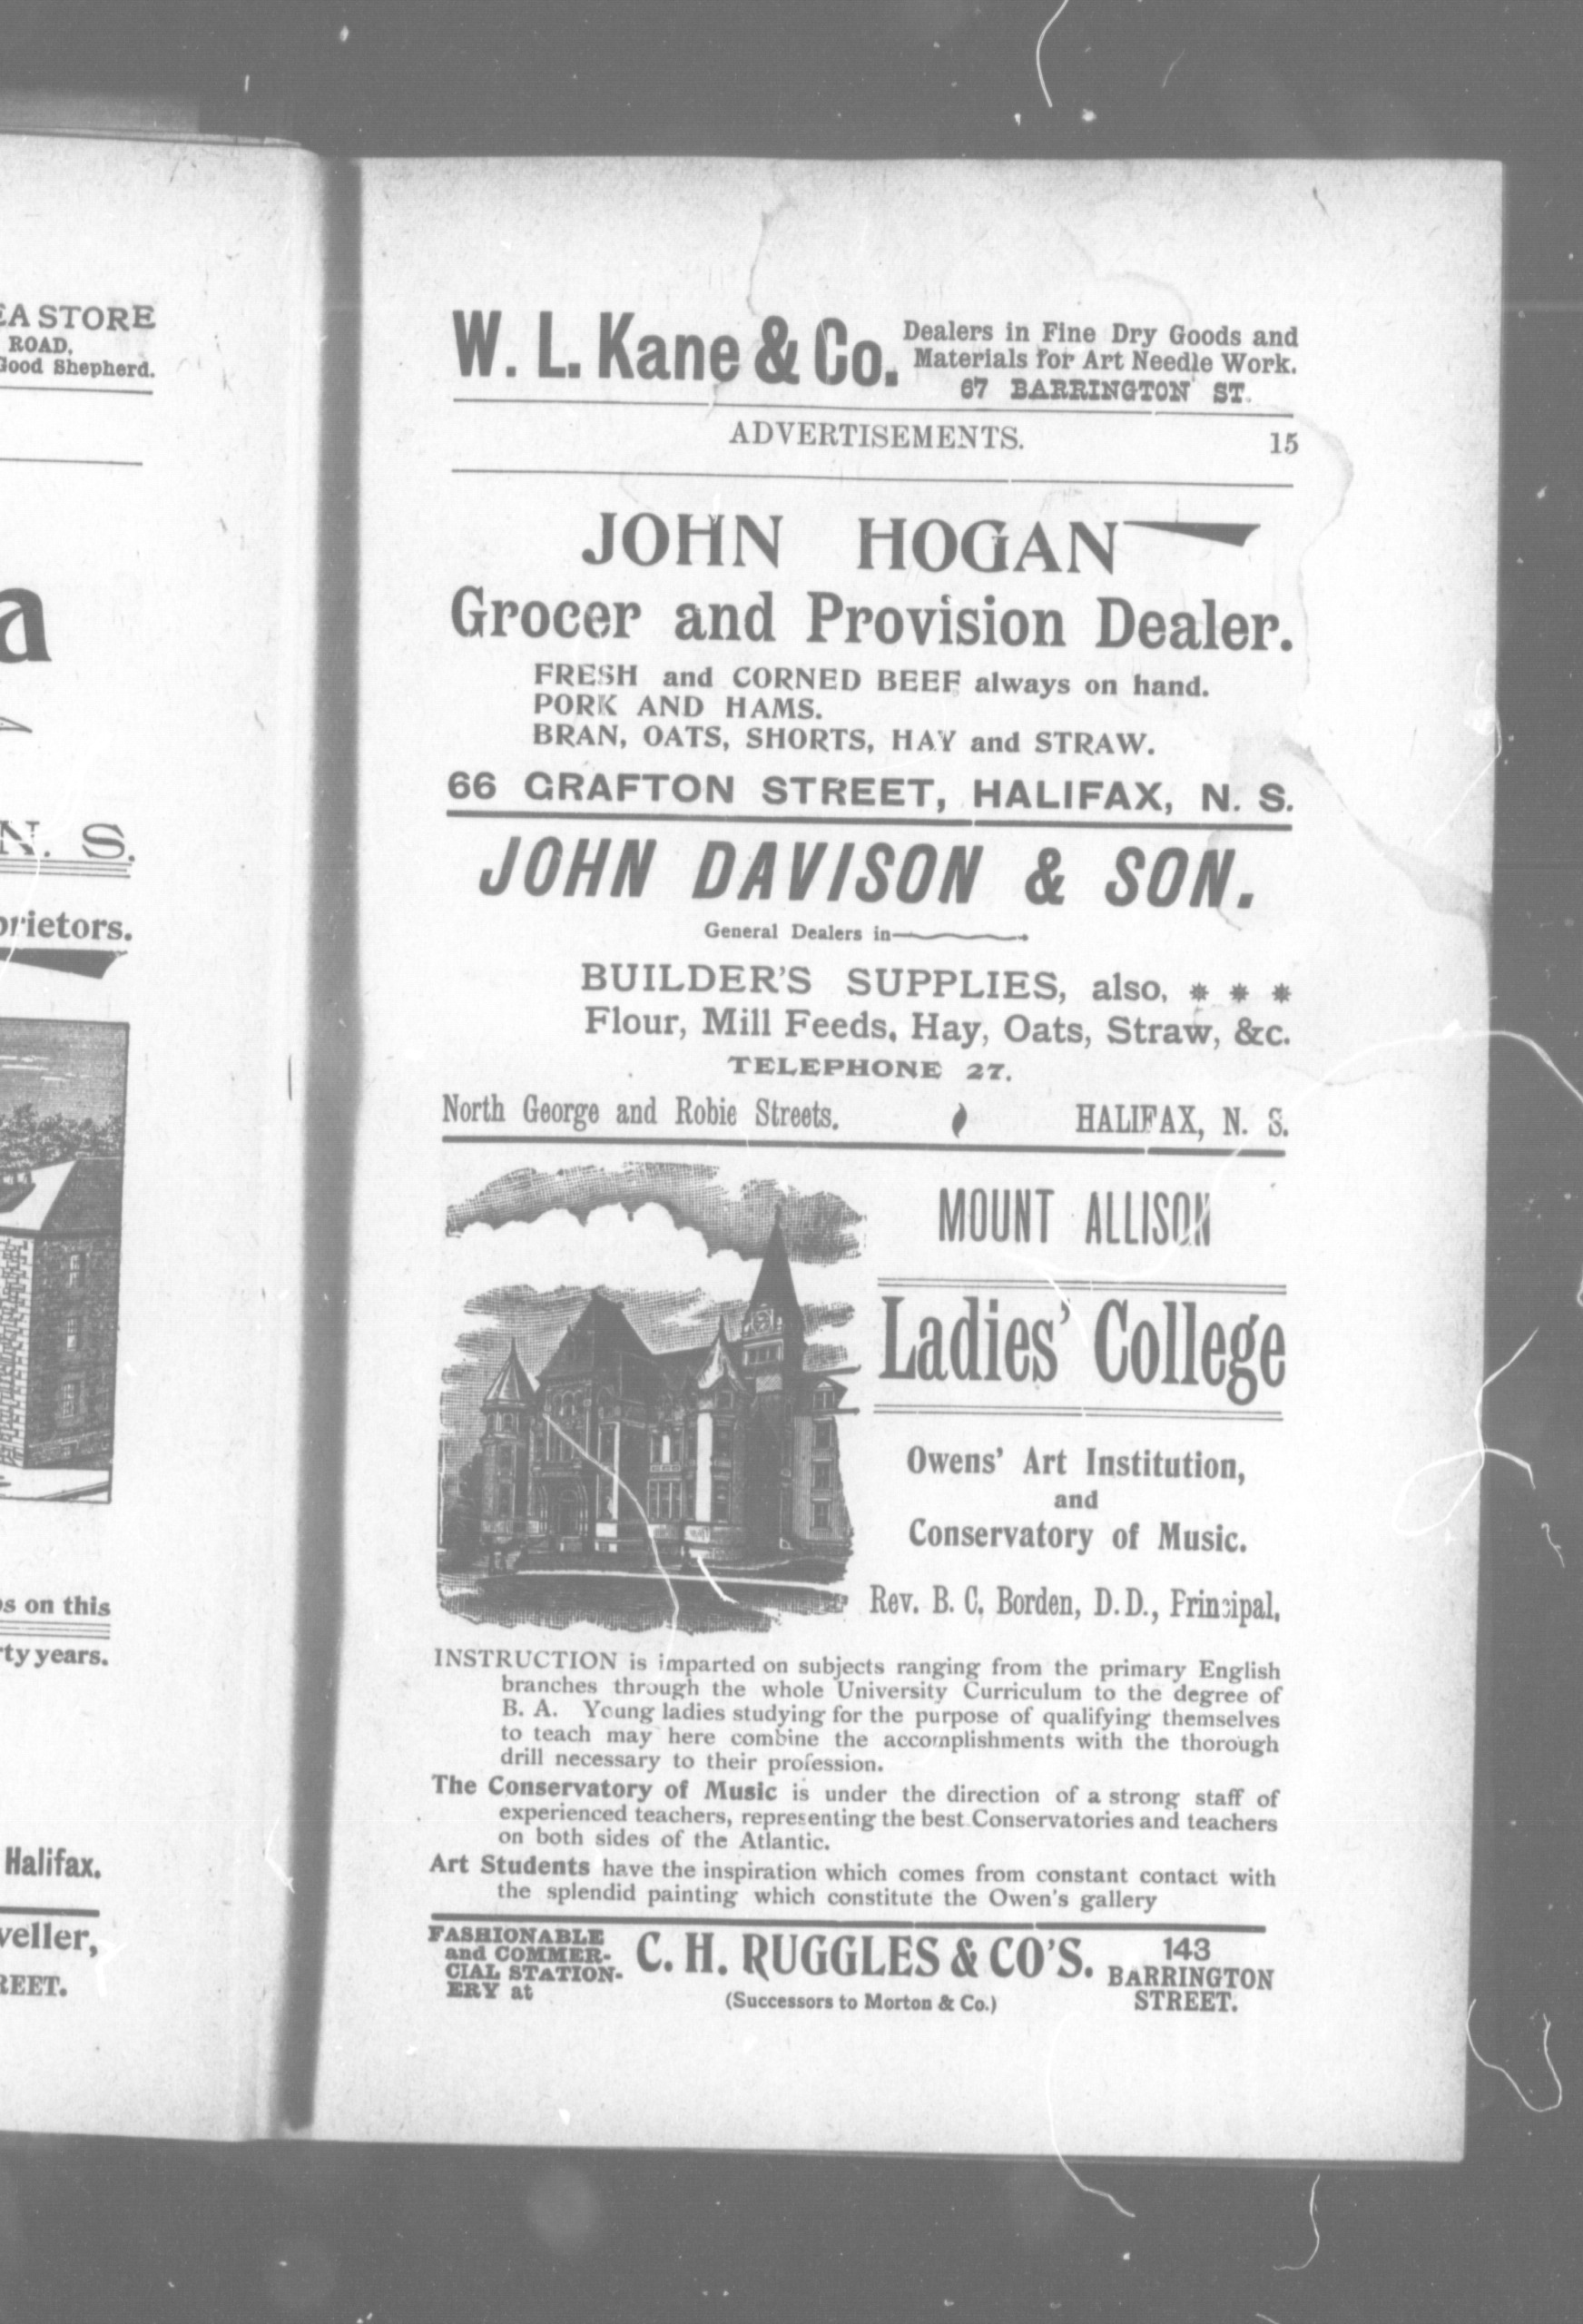 EA STORE
ROAD,
Good Shepherd.
a
N. S.
prietors.
s on this
rty years.
Halifax.
veller,
REET.
W. L. Kane & Co.
Dealers in Fine Dry Goods and
Materials for Art Needle Work.
67 BARRINGTON ST.
ADVERTISEMENTS. 15
JOHN HOGAN
Grocer and Provision Dealer.
FRESH and CORNED BEEF always on hand.
PORK AND HAMS.
BRAN, OATS, SHORTS, HAY and STRAW.
66 GRAFTON STREET, HALIFAX, N. S.
JOHN DAVISON & SON.
General Dealers in
BUILDER'S SUPPLIES, also, * * *
Flour, Mill Feeds, Hay, Oats, Straw, &c.
TELEPHONE 27.
North George and Robie Streets. HALIFAX, N. S.
MOUNT ALLISON
Ladies' College
Owens' Art Institution,
and
Conservatory of Music.
Rev. B. C. Borden, D. D., Principal,
INSTRUCTION is imparted on subjects ranging from the primary English
branches through the whole University Curriculum to the degree of
B. A. Young ladies studying for the purpose of qualifying themselves
to teach may here combine the accomplishments with the thorough
drill necessary to their profession.
The Conservatory of Music is under the direction of a strong staff of
experienced teachers, representing the best Conservatories and teachers
on both sides of the Atlantic.
Art Students have the inspiration which comes from constant contact with
the splendid painting which constitute the Owen's gallery
FASHIONABLE
and COMMER-
CIAL STATION-
ERY at
C. H. RUGGLES & CO'S.
(Successors to Morton & Co.)
143
BARRINGTON
STREET.